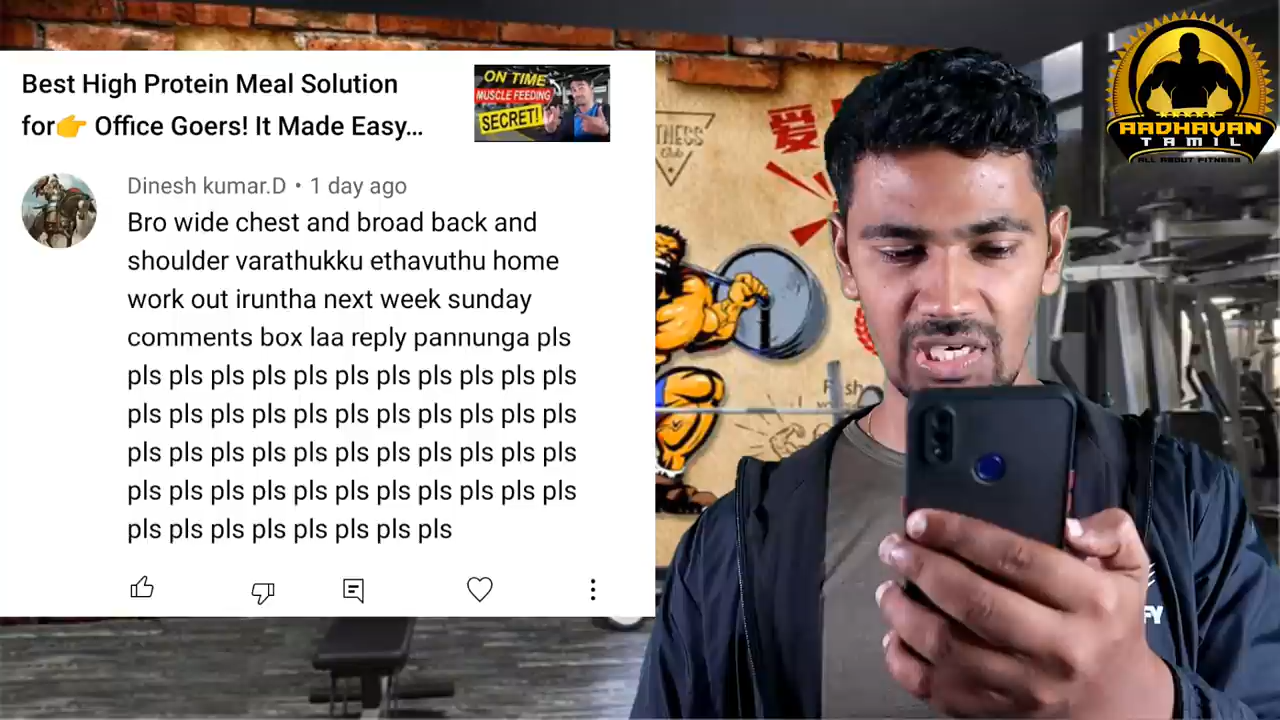 Best High Protein Meal Solution
for👉 Office Goers! It Made Easy...
ON TIME
MUSCLE FEEDING
SECRET!
Dinesh kumar.D • 1 day ago
Bro wide chest and broad back and
shoulder varathukku ethavuthu home
work out iruntha next week sunday
comments box laa reply pannunga pls
pls pls pls pls pls pls pls pls pls pls pls
pls pls pls pls pls pls pls pls pls pls pls
pls pls pls pls pls pls pls pls pls pls pls
pls pls pls pls pls pls pls pls pls pls pls
pls pls pls pls pls pls pls pls
TNESS
Club
爱
AADHAVAN
TAMIL
ALL ABOUT FITNESS
FY